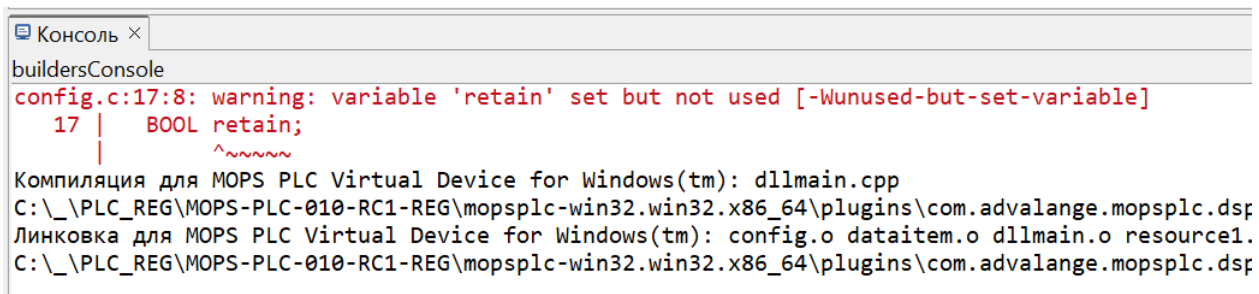 Консоль ×
buildersConsole
config.c:17:8: warning: variable 'retain' set but not used [-Wunused-but-set-variable]
17 | BOOL retain;
| ^~~~~~
Компиляция для MOPS PLC Virtual Device for Windows(tm): dllmain.cpp
C:\_\PLC_REG\MOPS-PLC-010-RC1-REG\mopsplc-win32.win32.x86_64\plugins\com.advalange.mopsplc.dsp
Линковка для MOPS PLC Virtual Device for Windows(tm): config.o dataitem.o dllmain.o resource1.
C:\_\PLC_REG\MOPS-PLC-010-RC1-REG\mopsplc-win32.win32.x86_64\plugins\com.advalange.mopsplc.dsp